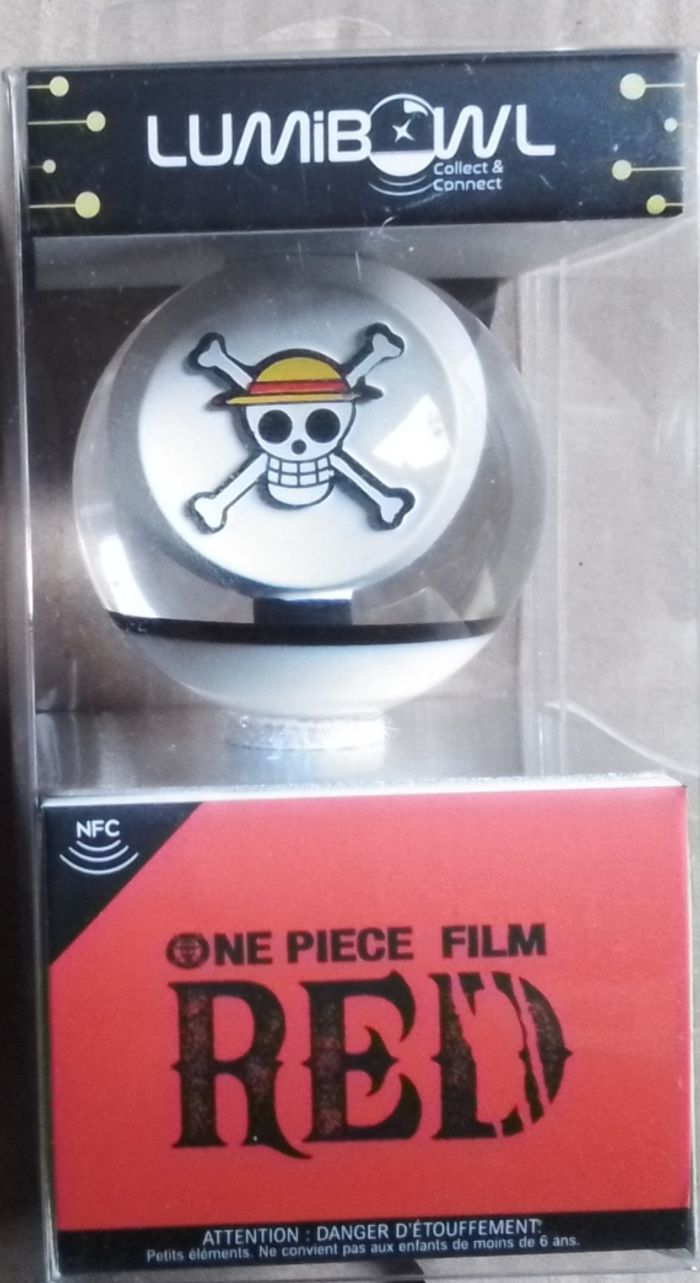 LUMiBOWL
Collect &
Connect
NFC
ONE PIECE FILM
RED
ATTENTION : DANGER D'ÉTOUFFEMENT.
Petits éléments. Ne convient pas aux enfants de moins de 6 ans.